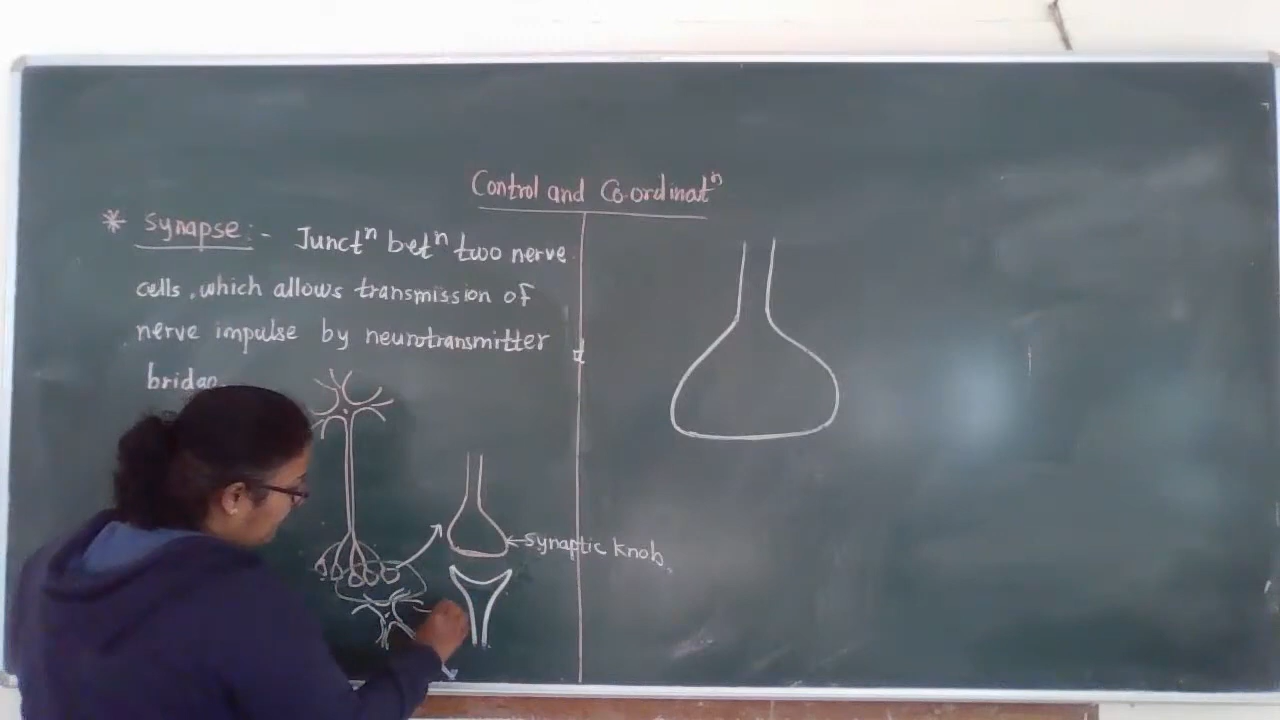 Control and Co-ordinatⁿ
* Synapse:- Junctⁿ betⁿ two nerve
cells, which allows transmission of
nerve impulse by neurotransmitter
Synaptic knob